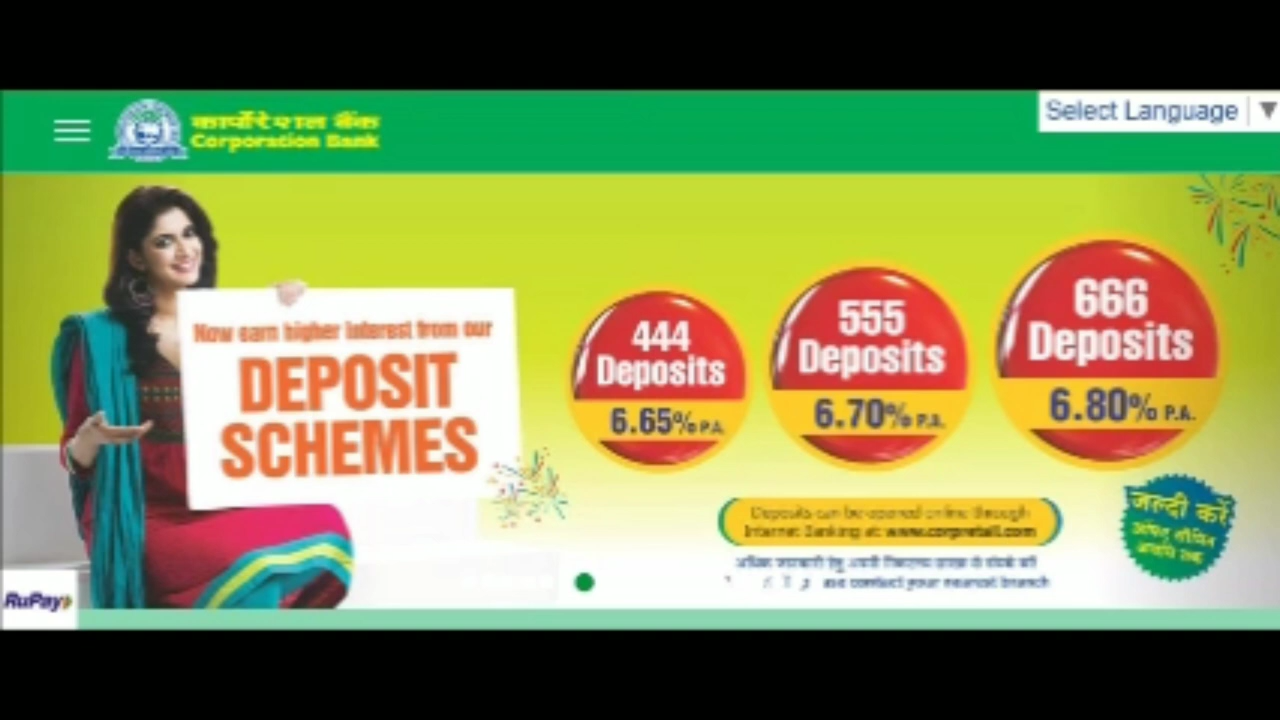 कार्पोरेशन बैंक
Corporation Bank
Select Language
Now earn higher interest from our
DEPOSIT
SCHEMES
444
Deposits
6.65% P.A.
555
Deposits
6.70% P.A.
666
Deposits
6.80% P.A.
Deposits can be opened online through
Internet Banking at: www.corpretail.com
contact your nearest branch
जल्दी करें
RuPay